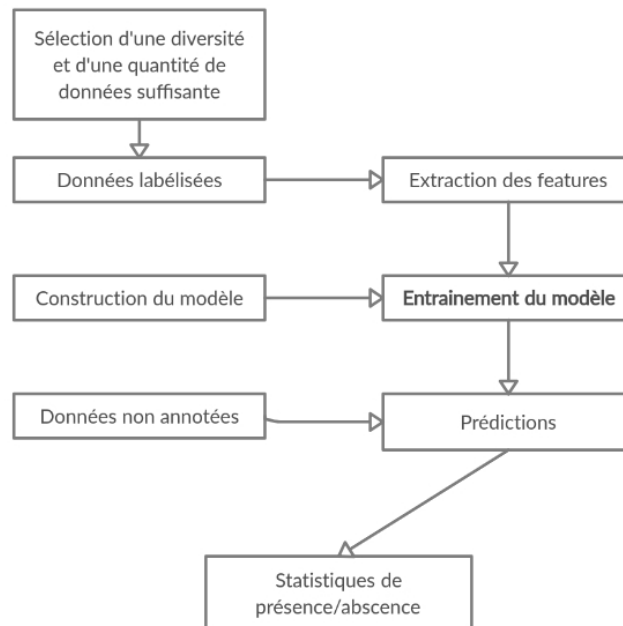 Sélection d'une diversité
et d'une quantité de
données suffisante
Données labélisées
Extraction des features
Construction du modèle
Entrainement du modèle
Données non annotées
Prédictions
Statistiques de
présence/abscence